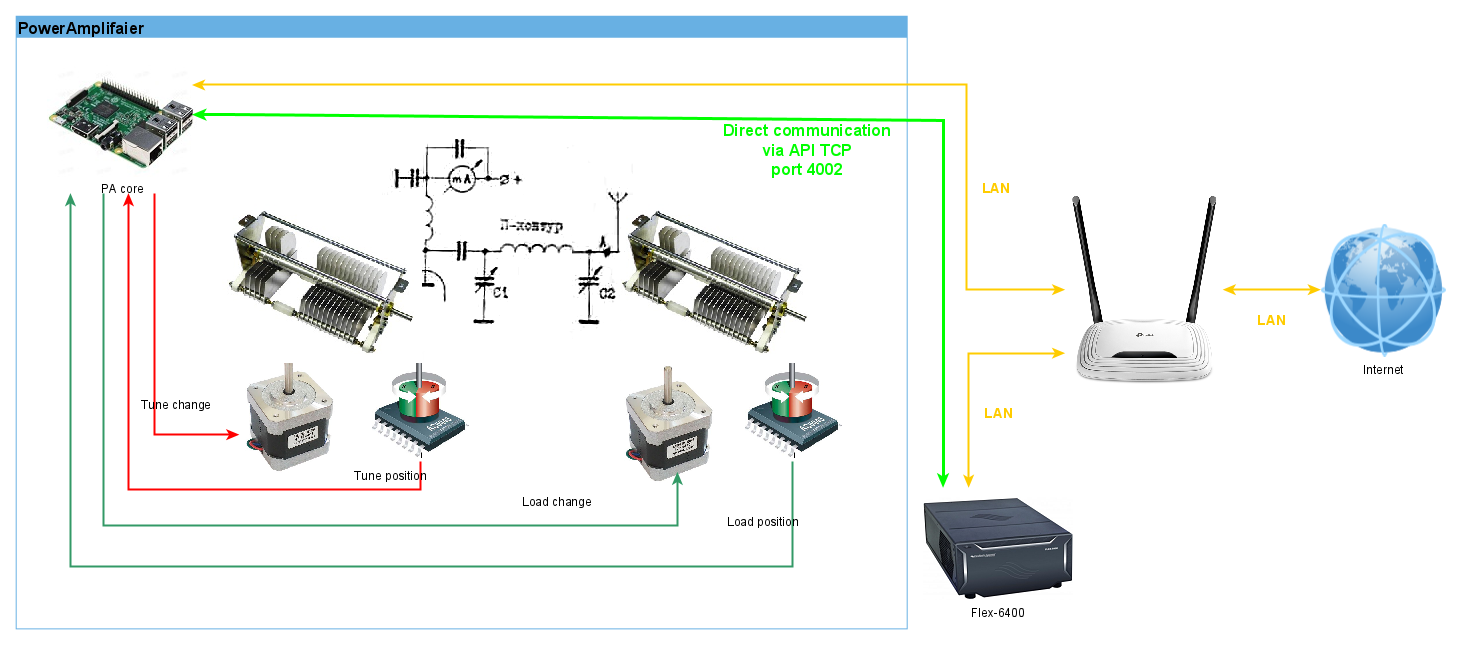 PowerAmplifaier
Direct communication
via API TCP
port 4002
PA core
mA
+
П-контур
A
C1
C2
LAN
LAN
Internet
Tune change
Tune position
Load change
Load position
LAN
Flex-6400